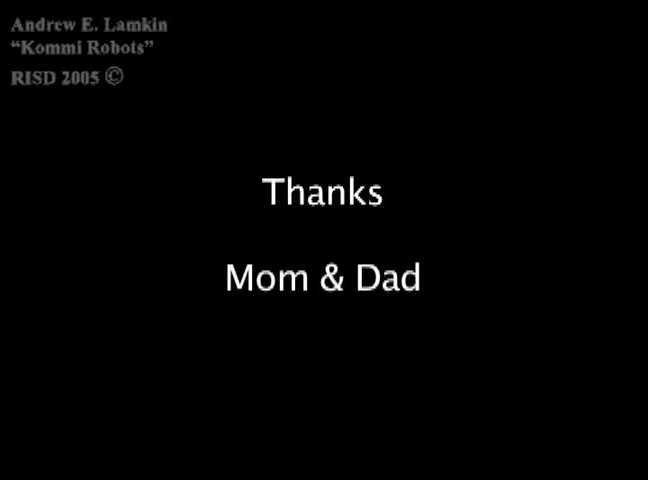 Andrew E. Lamkin
“Kommi Robots”
RISD 2005 ©
Thanks
Mom & Dad